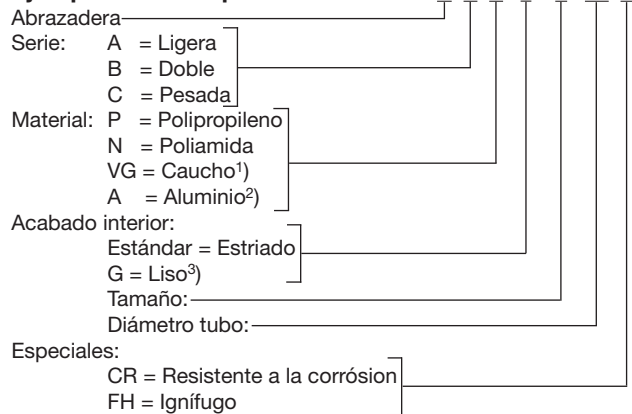 Abrazadera
Serie: A = Ligera
B = Doble
C = Pesada
Material: P = Polipropileno
N = Poliamida
VG = Caucho¹)
A = Aluminio²)
Acabado interior:
Estándar = Estriado
G = Liso³)
Tamaño:
Diámetro tubo:
Especiales:
CR = Resistente a la corrósion
FH = Ignífugo